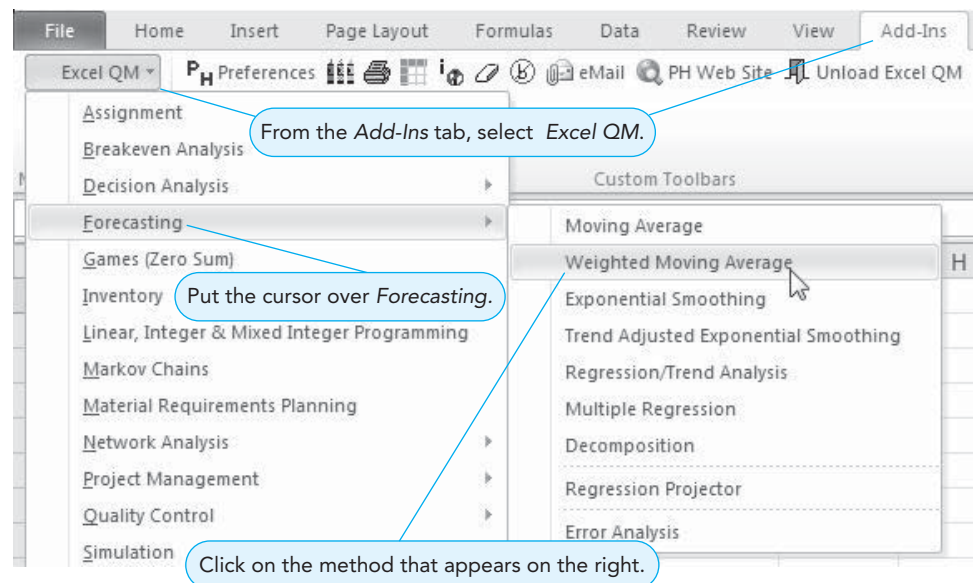 File Home Insert Page Layout Formulas Data Review View Add-Ins
Excel QM PH Preferences eMail PH Web Site Unload Excel QM
Assignment
From the Add-Ins tab, select Excel QM.
Breakeven Analysis
Decision Analysis
Custom Toolbars
Forecasting
Moving Average
Games (Zero Sum)
Weighted Moving Average
H
Inventory
Put the cursor over Forecasting.
Exponential Smoothing
Linear, Integer & Mixed Integer Programming
Trend Adjusted Exponential Smoothing
Markov Chains
Regression/Trend Analysis
Material Requirements Planning
Multiple Regression
Network Analysis
Decomposition
Project Management
Regression Projector
Quality Control
Error Analysis
Simulation
Click on the method that appears on the right.